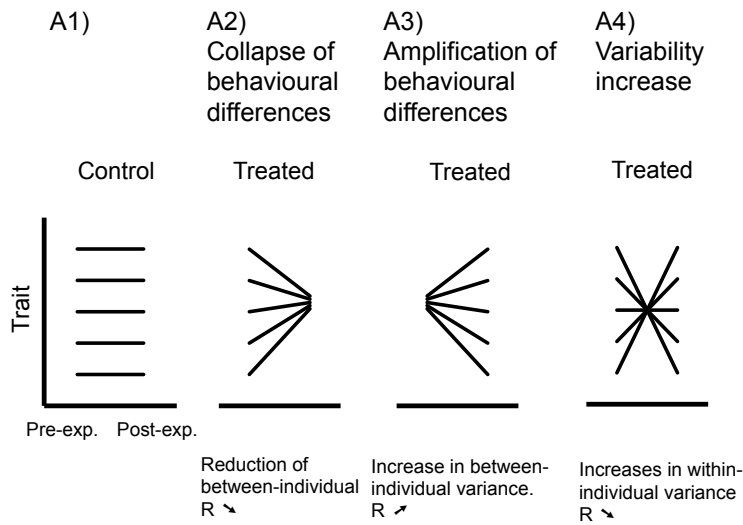 A1)
A2)
Collapse of
behavioural
differences
A3)
Amplification of
behavioural
differences
A4)
Variability
increase
Control
Treated
Treated
Treated
Trait
Pre-exp. Post-exp.
Reduction of
between-individual
R ➘
Increase in between-
individual variance.
R ➚
Increases in within-
individual variance
R ➘